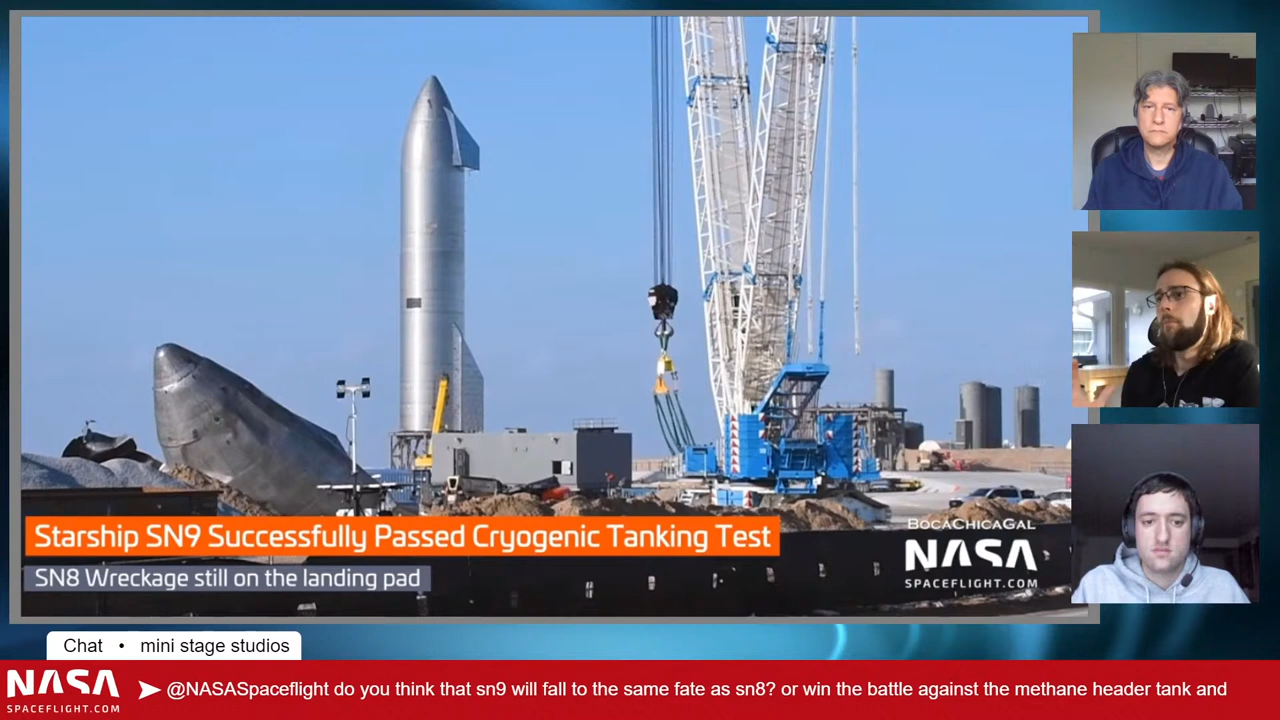 Starship SN9 Successfully Passed Cryogenic Tanking Test
SN8 Wreckage still on the landing pad
BOCACHICAGAL
NASA
SPACEFLIGHT.COM
Chat • mini stage studios
NASA
SPACEFLIGHT.COM
@NASASpaceflight do you think that sn9 will fall to the same fate as sn8? or win the battle against the methane header tank and